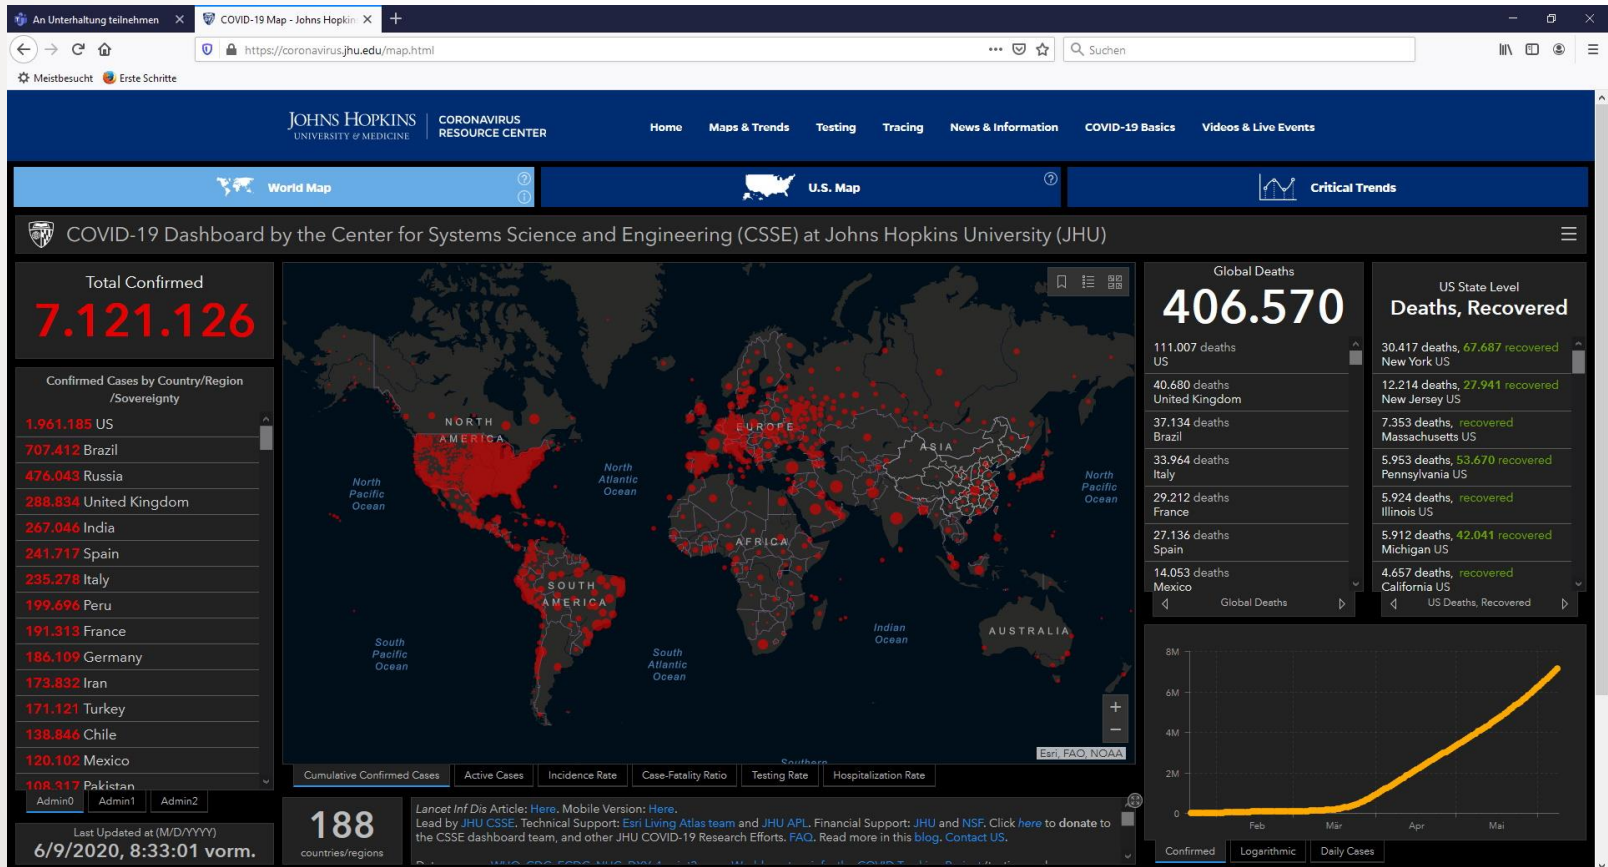 An Unterhaltung teilnehmen
COVID-19 Map - Johns Hopkin
https://coronavirus.jhu.edu/map.html
Suchen
Meistbesucht
Erste Schritte
JOHNS HOPKINS
UNIVERSITY & MEDICINE
CORONAVIRUS
RESOURCE CENTER
Home
Maps & Trends
Testing
Tracing
News & Information
COVID-19 Basics
Videos & Live Events
World Map
U.S. Map
Critical Trends
COVID-19 Dashboard by the Center for Systems Science and Engineering (CSSE) at Johns Hopkins University (JHU)
Total Confirmed
7.121.126
Confirmed Cases by Country/Region
/Sovereignty
1.961.185 US
707.412 Brazil
476.043 Russia
288.834 United Kingdom
267.046 India
241.717 Spain
235.278 Italy
199.696 Peru
191.313 France
186.109 Germany
173.832 Iran
171.121 Turkey
138.846 Chile
120.102 Mexico
108.317 Pakistan
Admin0
Admin1
Admin2
Last Updated at (M/D/YYYY)
6/9/2020, 8:33:01 vorm.
NORTH
AMERICA
EUROPE
ASIA
AFRICA
SOUTH
AMERICA
AUSTRALIA
North
Pacific
Ocean
North
Atlantic
Ocean
North
Pacific
Ocean
South
Pacific
Ocean
South
Atlantic
Ocean
Indian
Ocean
Southern
Esri, FAO, NOAA
Cumulative Confirmed Cases
Active Cases
Incidence Rate
Case-Fatality Ratio
Testing Rate
Hospitalization Rate
188
countries/regions
Lancet Inf Dis Article: Here. Mobile Version: Here.
Lead by JHU CSSE. Technical Support: Esri Living Atlas team and JHU APL. Financial Support: JHU and NSF. Click here to donate to
the CSSE dashboard team, and other JHU COVID-19 Research Efforts. FAQ. Read more in this blog. Contact US.
Global Deaths
406.570
111.007 deaths
US
40.680 deaths
United Kingdom
37.134 deaths
Brazil
33.964 deaths
Italy
29.212 deaths
France
27.136 deaths
Spain
14.053 deaths
Mexico
Global Deaths
US State Level
Deaths, Recovered
30.417 deaths, 67.687 recovered
New York US
12.214 deaths, 27.941 recovered
New Jersey US
7.353 deaths, recovered
Massachusetts US
5.953 deaths, 53.670 recovered
Pennsylvania US
5.924 deaths, recovered
Illinois US
5.912 deaths, 42.041 recovered
Michigan US
4.657 deaths, recovered
California US
US Deaths, Recovered
8M
6M
4M
2M
0
Feb
Mär
Apr
Mai
Confirmed
Logarithmic
Daily Cases